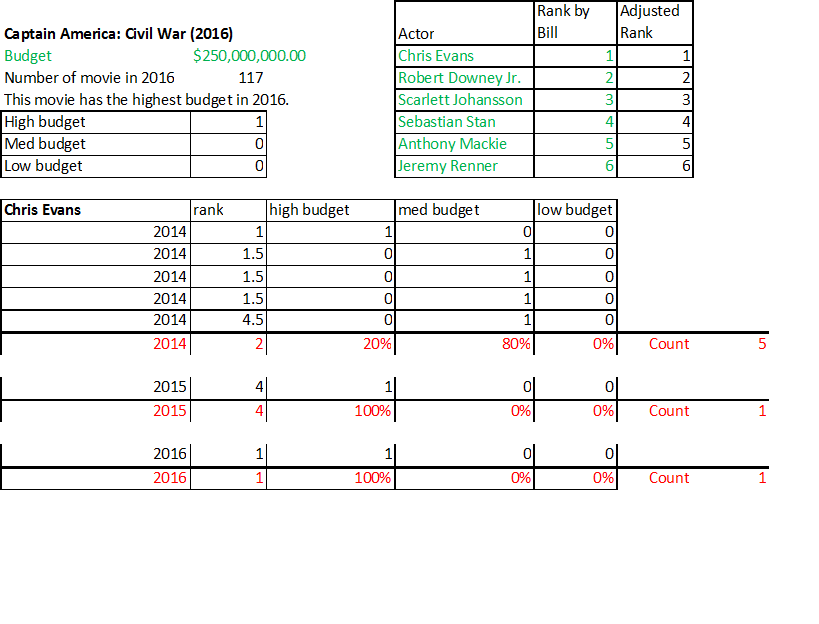 Captain America: Civil War (2016)
Budget $250,000,000.00
Number of movie in 2016 117
This movie has the highest budget in 2016.
High budget 1
Med budget 0
Low budget 0
Actor Rank by Bill Adjusted Rank
Chris Evans 1 1
Robert Downey Jr. 2 2
Scarlett Johansson 3 3
Sebastian Stan 4 4
Anthony Mackie 5 5
Jeremy Renner 6 6
Chris Evans rank high budget med budget low budget
2014 1 1 0 0
2014 1.5 0 1 0
2014 1.5 0 1 0
2014 1.5 0 1 0
2014 4.5 0 1 0
2014 2 20% 80% 0% Count 5
2015 4 1 0 0
2015 4 100% 0% 0% Count 1
2016 1 1 0 0
2016 1 100% 0% 0% Count 1